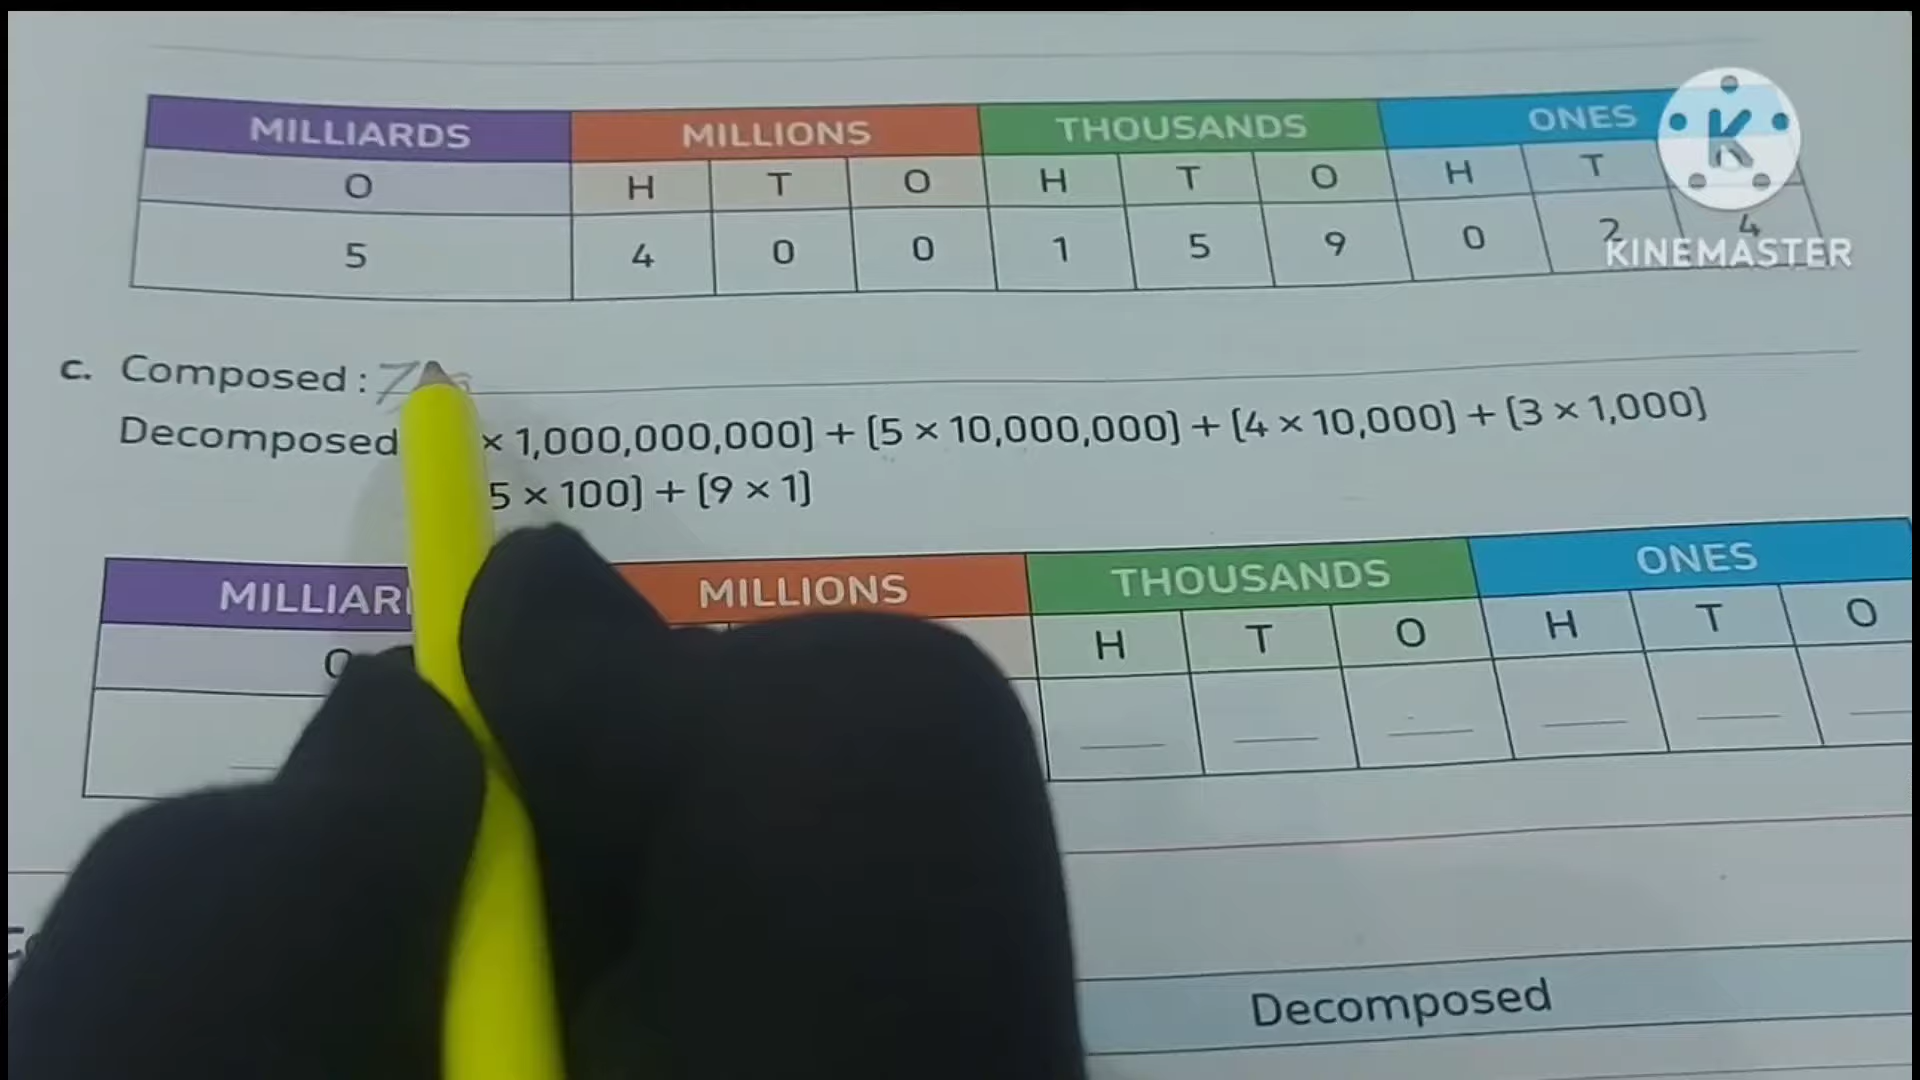 MILLIARDS MILLIONS THOUSANDS ONES
O H T O H T O H T
5 4 0 0 1 5 9 0 2 4
KINEMASTER
c. Composed : 7
Decomposed × 1,000,000,000) + (5 × 10,000,000) + (4 × 10,000) + (3 × 1,000)
5 × 100) + (9 × 1)
MILLIONS THOUSANDS ONES
O H T O H T O
Decomposed